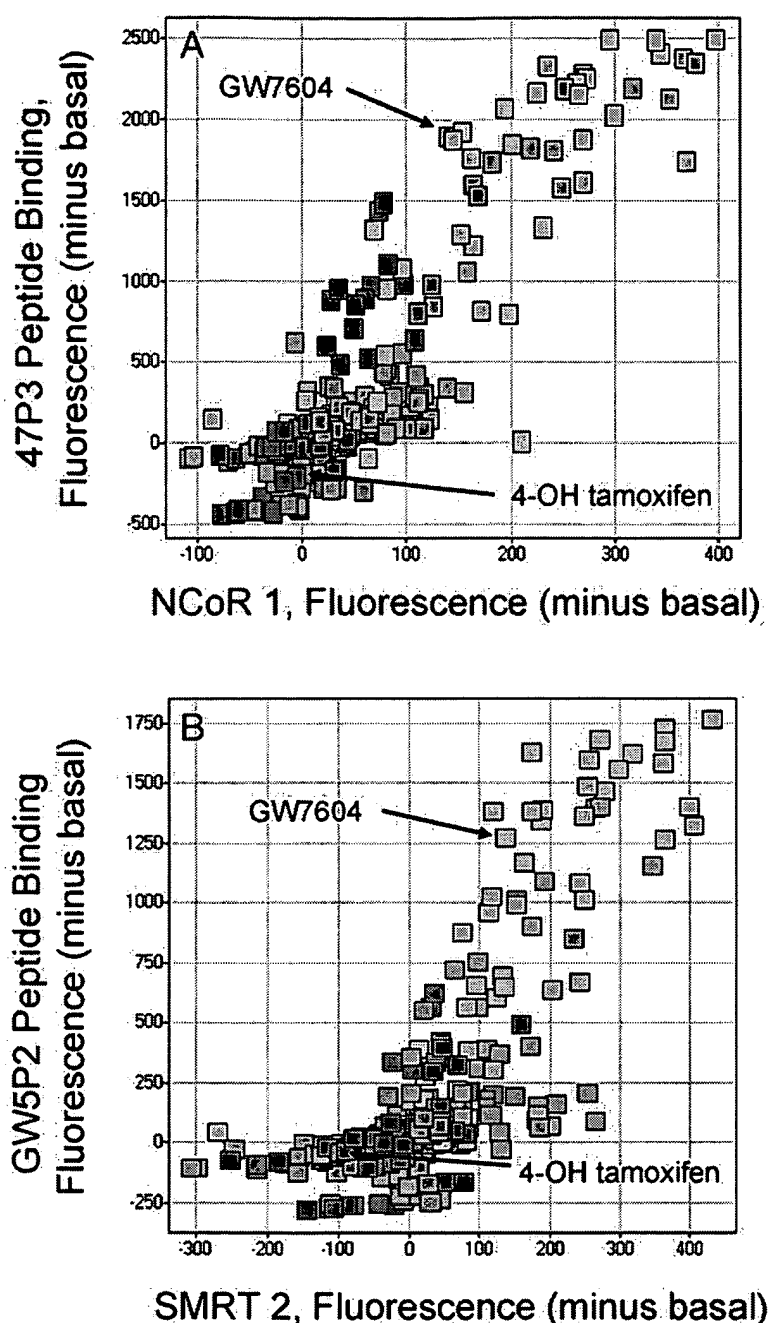 A
GW7604
4-OH tamoxifen
47P3 Peptide Binding,
Fluorescence (minus basal)
2500
2000
1500
1000
500
0
-500
-100 0 100 200 300 400
NCoR 1, Fluorescence (minus basal)
B
GW7604
4-OH tamoxifen
GW5P2 Peptide Binding
Fluorescence (minus basal)
1750
1500
1250
1000
750
500
250
0
-250
-300 -200 -100 0 100 200 300 400
SMRT 2, Fluorescence (minus basal)